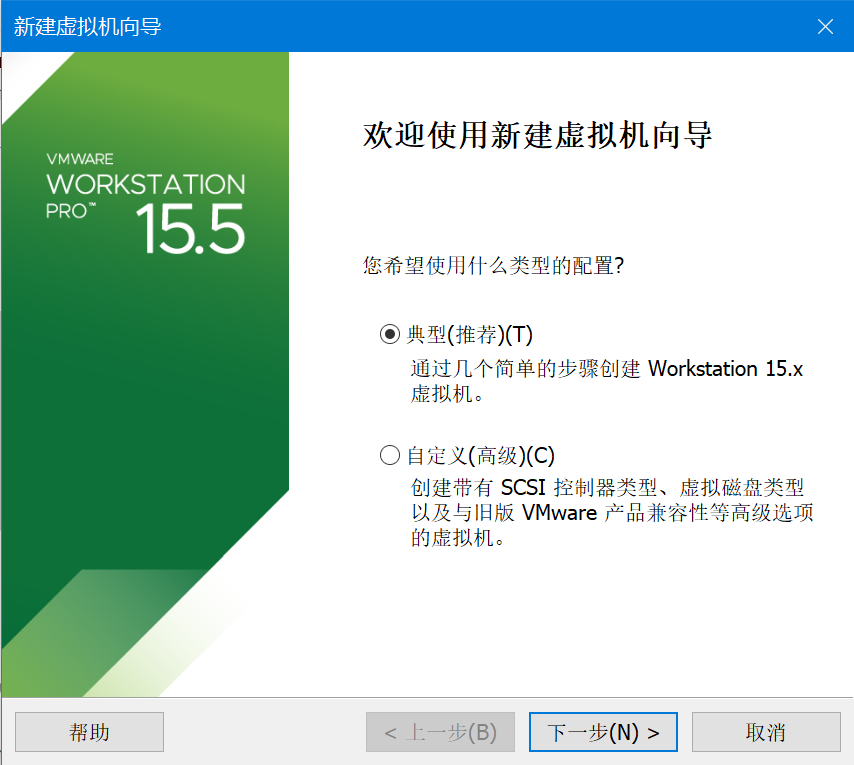 新建虚拟机向导
VMWARE
WORKSTATION
PRO™ 15.5
欢迎使用新建虚拟机向导
您希望使用什么类型的配置?
典型(推荐)(T)
通过几个简单的步骤创建 Workstation 15.x
虚拟机。
自定义(高级)(C)
创建带有 SCSI 控制器类型、虚拟磁盘类型
以及与旧版 VMware 产品兼容性等高级选项
的虚拟机。
帮助
< 上一步(B)
下一步(N) >
取消